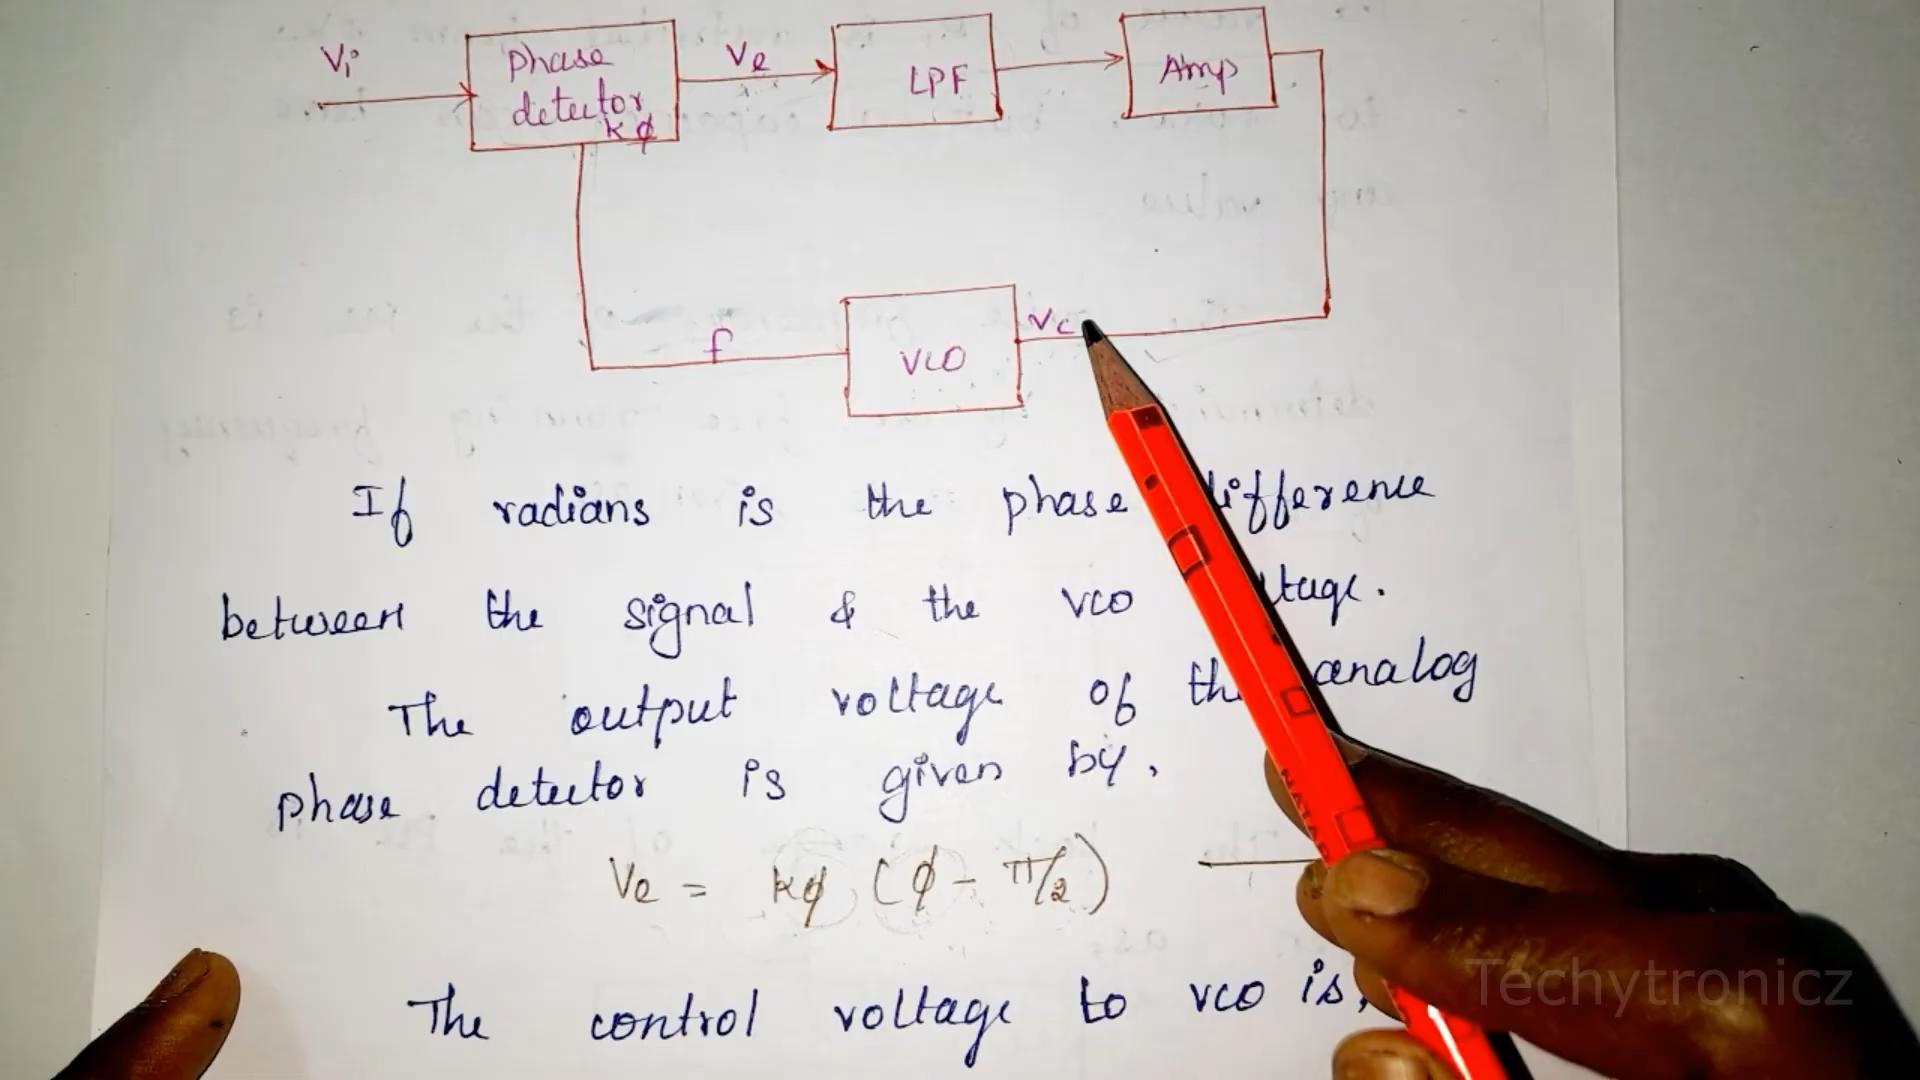 Vi
phase
detector
kϕ
Ve
LPF
Amp
f
VCO
Vc
If radians is the phase difference
between the signal & the VCO
The output voltage of the analog
phase detector is given by,
Ve = kϕ (ϕ - π/2)
The control voltage to VCO is,
Techytronicz